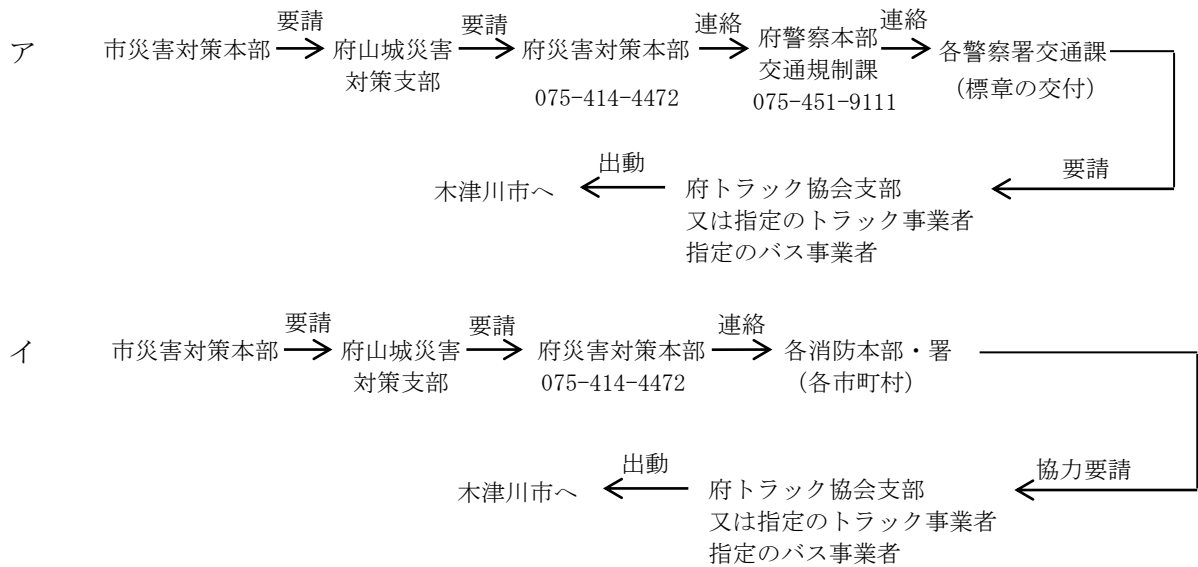 ア
要請 要請 連絡 連絡
市災害対策本部 府山城災害 府災害対策本部 府警察本部 各警察署交通課
対策支部 交通規制課 (標章の交付)
075-414-4472 075-451-9111
出動 要請
木津川市へ 府トラック協会支部
又は指定のトラック事業者
指定のバス事業者
イ
要請 要請 連絡
市災害対策本部 府山城災害 府災害対策本部 各消防本部・署
対策支部 075-414-4472 (各市町村)
出動 協力要請
木津川市へ 府トラック協会支部
又は指定のトラック事業者
指定のバス事業者